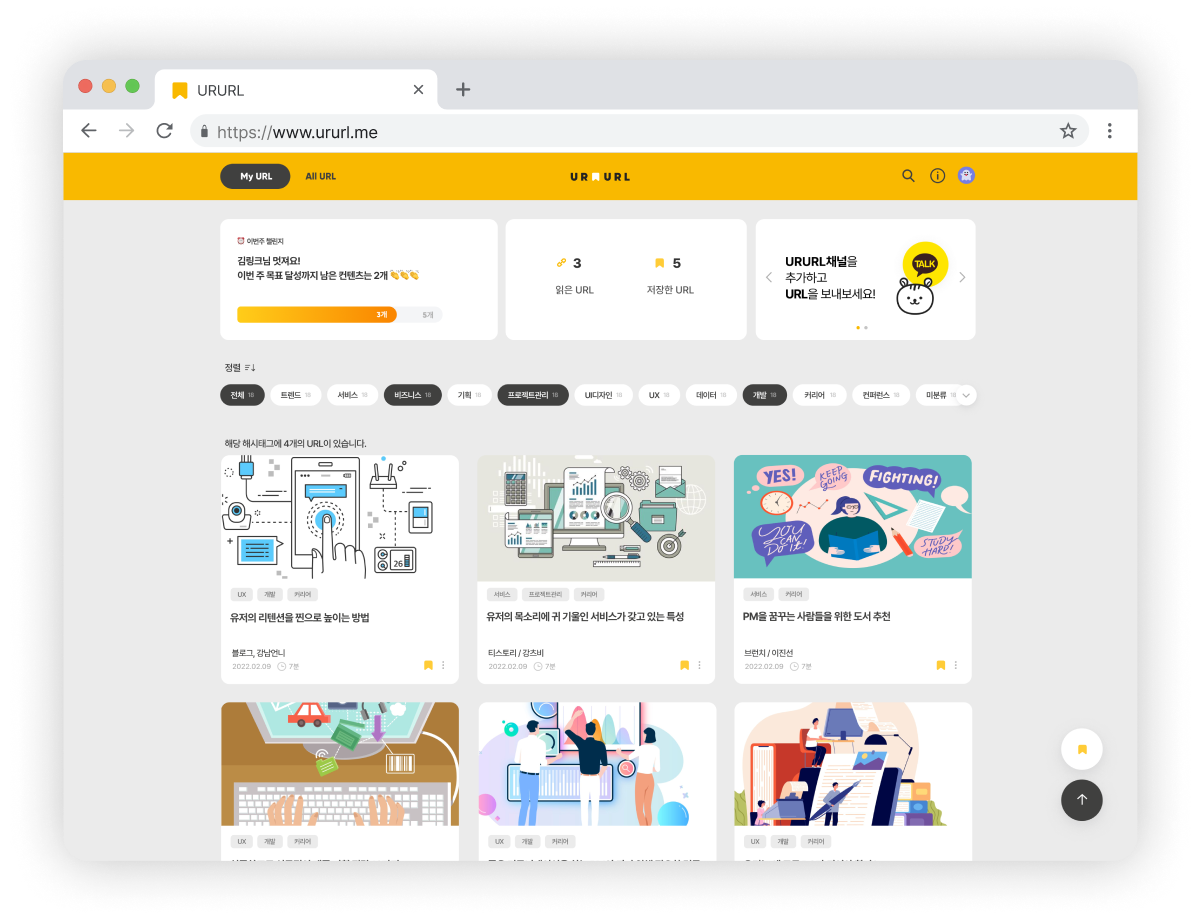 URURL
https://www.ururl.me
My URL
All URL
URURL
⏰ 이번주 챌린지
김링크님 멋져요!
이번 주 목표 달성까지 남은 컨텐츠는 2개 👏👏👏
3개
5개
3
읽은 URL
5
저장한 URL
URURL채널을
추가하고
URL을 보내보세요!
TALK
정렬
전체 18
트렌드 18
서비스 18
비즈니스 18
기획 18
프로젝트관리 18
UI디자인 18
UX 18
데이터 18
개발 18
커리어 18
컨퍼런스 18
미분류 18
해당 해시태그에 4개의 URL이 있습니다.
26
UX
개발
커리어
유저의 리텐션을 찐으로 높이는 방법
블로그, 강남언니
2022.02.09
7분
서비스
프로젝트관리
커리어
유저의 목소리에 귀 기울인 서비스가 갖고 있는 특성
티스토리 / 강츠비
2022.02.09
7분
YES!
KEEP
GOING
FIGHTING!
YOU
CAN
DO IT!
STUDY
HARD!
서비스
커리어
PM을 꿈꾸는 사람들을 위한 도서 추천
브런치 / 이진선
2022.02.09
7분
UX
개발
커리어
UX
개발
커리어
UX
개발
커리어